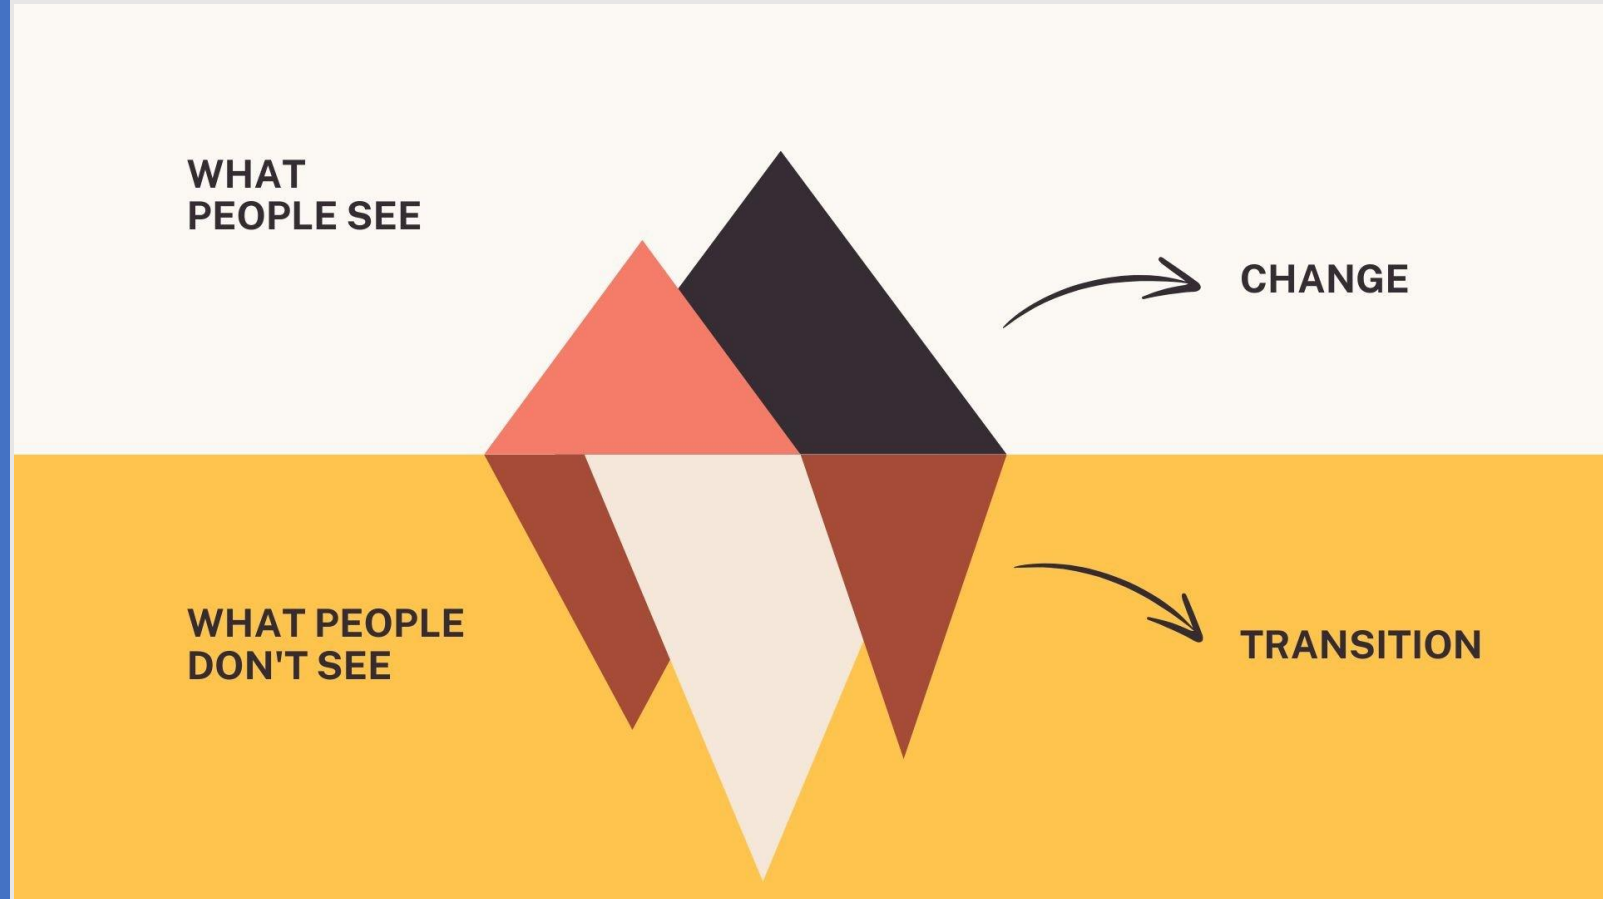 WHAT
PEOPLE SEE
CHANGE
WHAT PEOPLE
DON'T SEE
TRANSITION